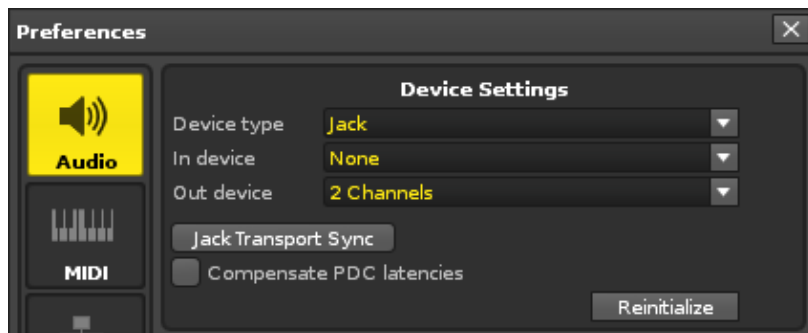 Preferences
Audio
MIDI
Device Settings
Device type Jack
In device None
Out device 2 Channels
Jack Transport Sync
Compensate PDC latencies
Reinitialize